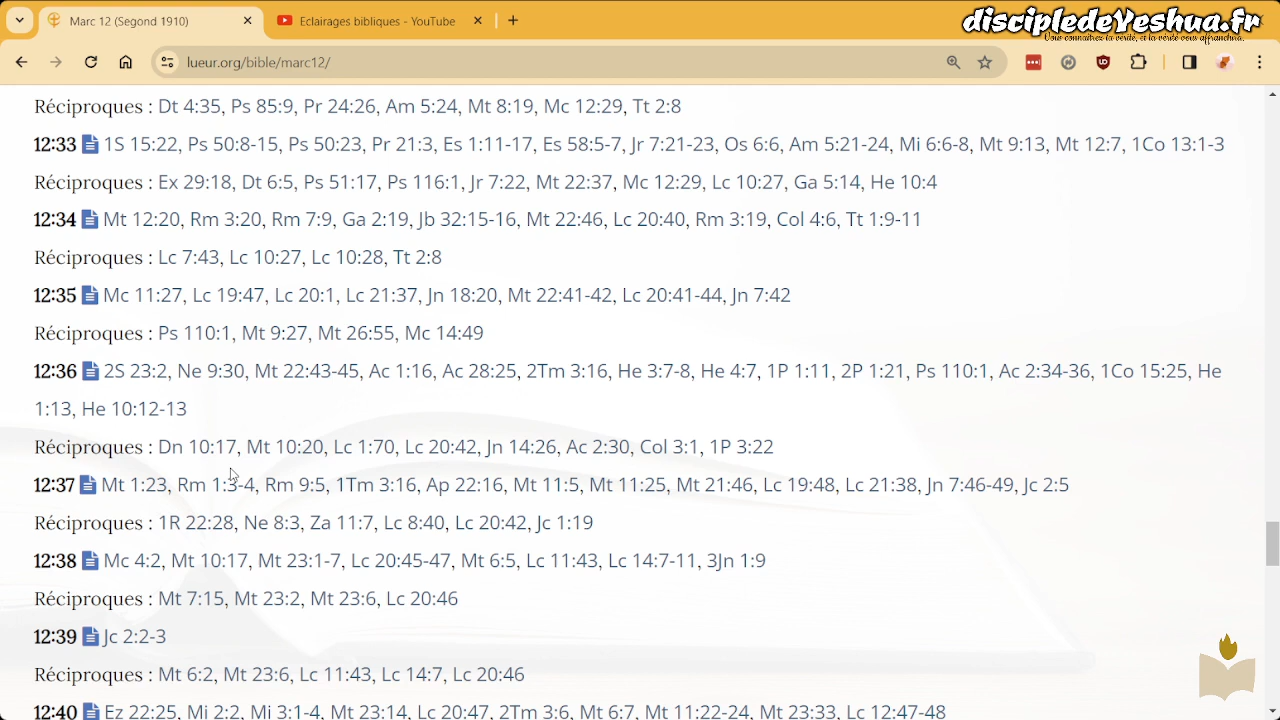 Marc 12 (Segond 1910)
Eclairages bibliques - YouTube
discipledeYeshua.fr
Vous connaîtrez la vérité, et la vérité vous affranchira.
lueur.org/bible/marc12/
Réciproques : Dt 4:35, Ps 85:9, Pr 24:26, Am 5:24, Mt 8:19, Mc 12:29, Tt 2:8
12:33 1S 15:22, Ps 50:8-15, Ps 50:23, Pr 21:3, Es 1:11-17, Es 58:5-7, Jr 7:21-23, Os 6:6, Am 5:21-24, Mi 6:6-8, Mt 9:13, Mt 12:7, 1Co 13:1-3
Réciproques : Ex 29:18, Dt 6:5, Ps 51:17, Ps 116:1, Jr 7:22, Mt 22:37, Mc 12:29, Lc 10:27, Ga 5:14, He 10:4
12:34 Mt 12:20, Rm 3:20, Rm 7:9, Ga 2:19, Jb 32:15-16, Mt 22:46, Lc 20:40, Rm 3:19, Col 4:6, Tt 1:9-11
Réciproques : Lc 7:43, Lc 10:27, Lc 10:28, Tt 2:8
12:35 Mc 11:27, Lc 19:47, Lc 20:1, Lc 21:37, Jn 18:20, Mt 22:41-42, Lc 20:41-44, Jn 7:42
Réciproques : Ps 110:1, Mt 9:27, Mt 26:55, Mc 14:49
12:36 2S 23:2, Ne 9:30, Mt 22:43-45, Ac 1:16, Ac 28:25, 2Tm 3:16, He 3:7-8, He 4:7, 1P 1:11, 2P 1:21, Ps 110:1, Ac 2:34-36, 1Co 15:25, He
1:13, He 10:12-13
Réciproques : Dn 10:17, Mt 10:20, Lc 1:70, Lc 20:42, Jn 14:26, Ac 2:30, Col 3:1, 1P 3:22
12:37 Mt 1:23, Rm 1:3-4, Rm 9:5, 1Tm 3:16, Ap 22:16, Mt 11:5, Mt 11:25, Mt 21:46, Lc 19:48, Lc 21:38, Jn 7:46-49, Jc 2:5
Réciproques : 1R 22:28, Ne 8:3, Za 11:7, Lc 8:40, Lc 20:42, Jc 1:19
12:38 Mc 4:2, Mt 10:17, Mt 23:1-7, Lc 20:45-47, Mt 6:5, Lc 11:43, Lc 14:7-11, 3Jn 1:9
Réciproques : Mt 7:15, Mt 23:2, Mt 23:6, Lc 20:46
12:39 Jc 2:2-3
Réciproques : Mt 6:2, Mt 23:6, Lc 11:43, Lc 14:7, Lc 20:46
12:40 Ez 22:25, Mi 2:2, Mi 3:1-4, Mt 23:14, Lc 20:47, 2Tm 3:6, Mt 6:7, Mt 11:22-24, Mt 23:33, Lc 12:47-48